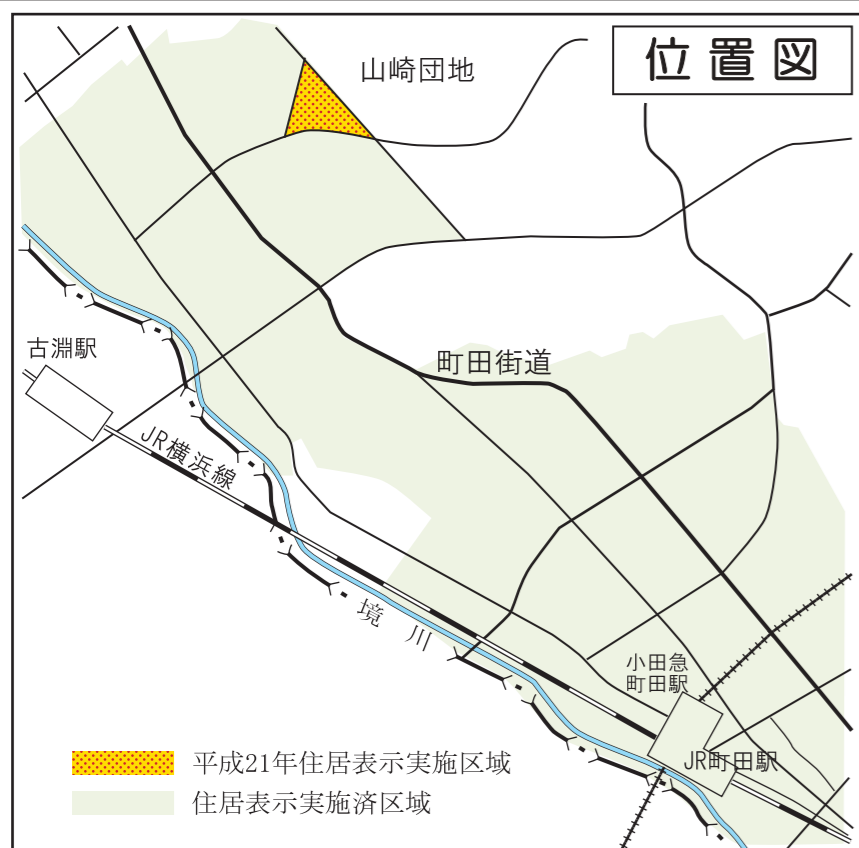 位置図
山崎団地
町田街道
古淵駅
JR横浜線
境川
小田急
町田駅
JR町田駅
平成21年住居表示実施区域
住居表示実施済区域